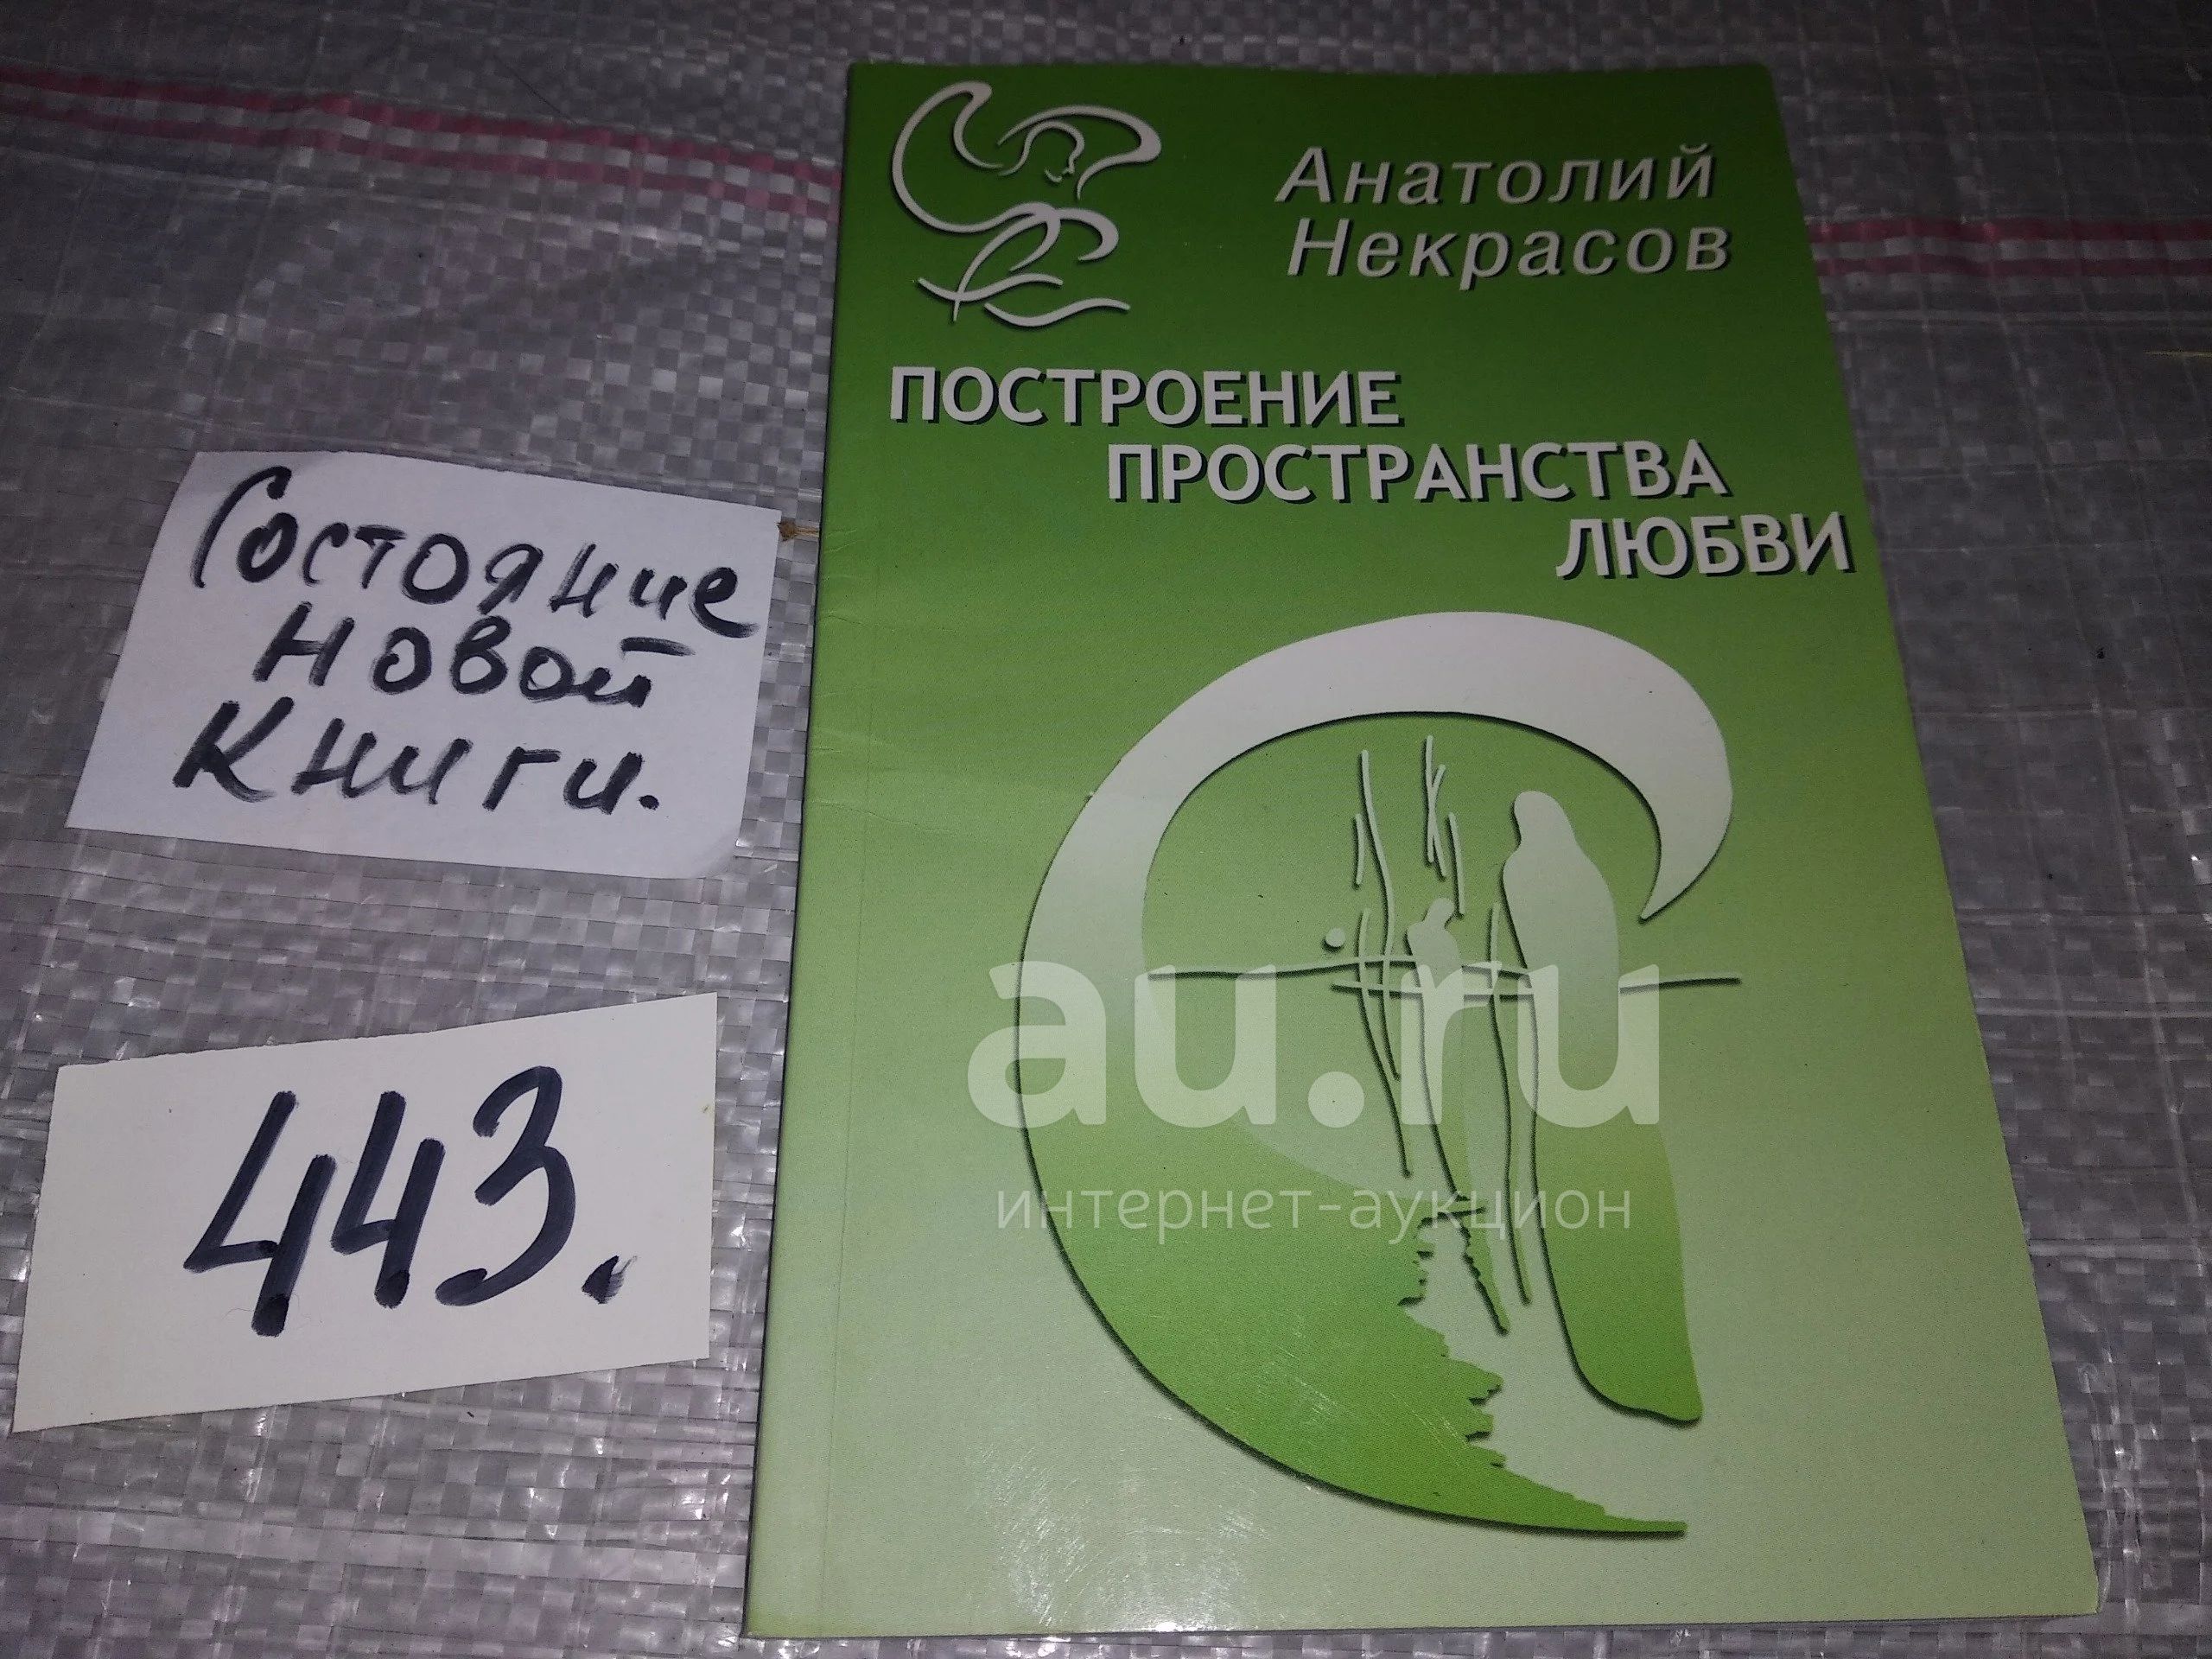 Анатолий
Некрасов
ПОСТРОЕНИЕ
ПРОСТРАНСТВА
ЛЮБВИ
Состояние
новой
книги.
443.
au.ru
интернет-аукцион